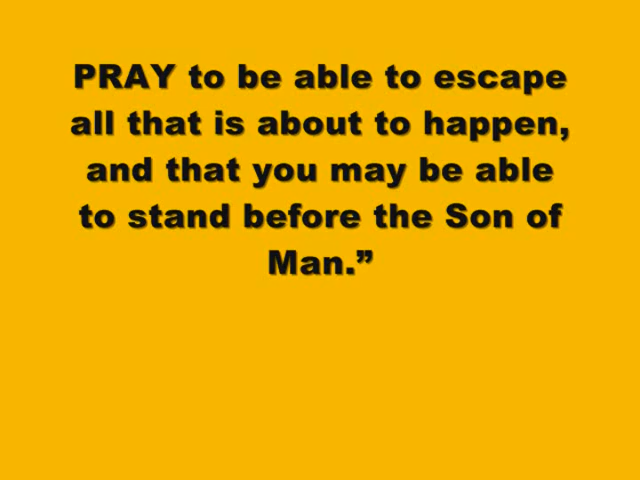 PRAY to be able to escape
all that is about to happen,
and that you may be able
to stand before the Son of
Man.”